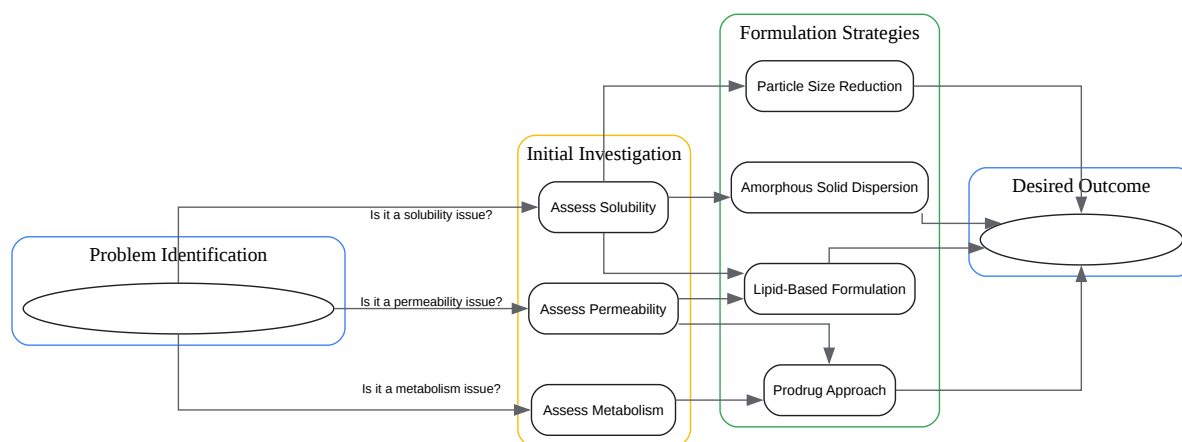 Problem Identification
Is it a solubility issue?
Is it a permeability issue?
Is it a metabolism issue?
Initial Investigation
Assess Solubility
Assess Permeability
Assess Metabolism
Formulation Strategies
Particle Size Reduction
Amorphous Solid Dispersion
Lipid-Based Formulation
Prodrug Approach
Desired Outcome